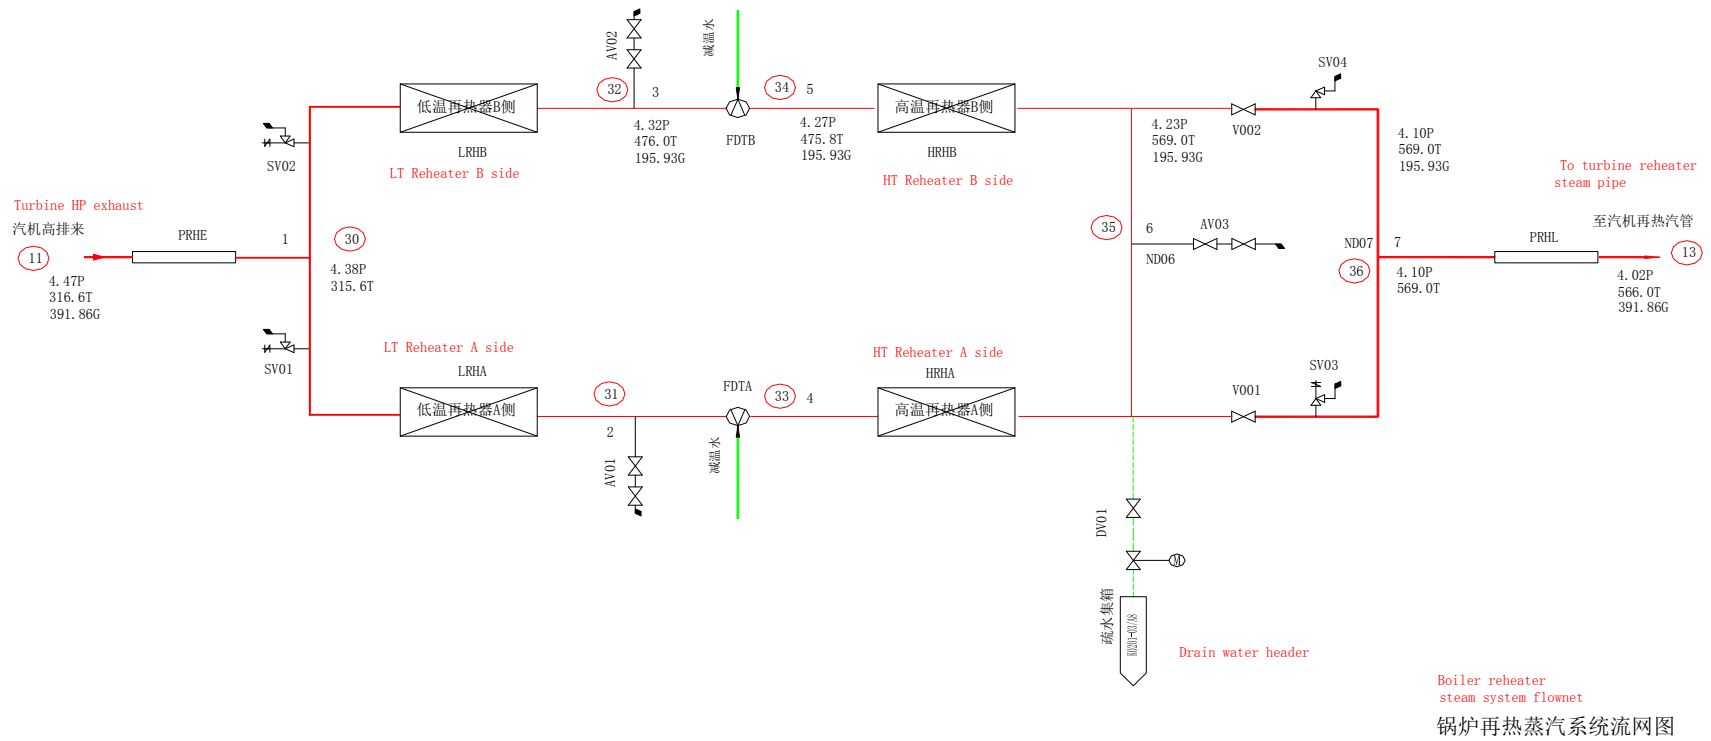 AV02
减温水
SV04
32
3
34
5
低温再热器B侧
高温再热器B侧
4.32P
476.0T
195.93G
FDTB
4.27P
475.8T
195.93G
4.23P
569.0T
195.93G
V002
4.10P
569.0T
195.93G
SV02
LRHB
LT Reheater B side
HRHB
HT Reheater B side
To turbine reheater
steam pipe
Turbine HP exhaust
汽机高排来
11
4.47P
316.6T
391.86G
PRHE
1
30
4.38P
315.6T
35
6
AV03
ND06
ND07
7
36
4.10P
569.0T
PRHL
至汽机再热汽管
13
4.02P
566.0T
391.86G
SV01
LT Reheater A side
LRHA
低温再热器A侧
31
2
AV01
FDTA
33
4
减温水
HT Reheater A side
HRHA
高温再热器A侧
V001
SV03
DV01
M
疏水集箱
K0201-03/A8
Drain water header
Boiler reheater
steam system flownet
锅炉再热蒸汽系统流网图